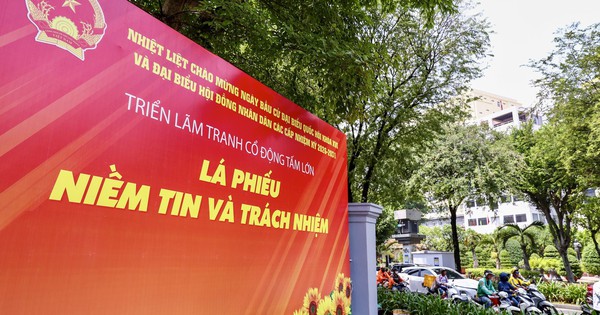 NHIỆT LIỆT CHÀO MỪNG NGÀY BẦU CỬ ĐẠI BIỂU QUỐC HỘI KHÓA XVI
VÀ ĐẠI BIỂU HỘI ĐỒNG NHÂN DÂN CÁC CẤP NHIỆM KỲ 2026-2031
TRIỂN LÃM TRANH CỔ ĐỘNG TẤM LỚN
LÁ PHIẾU
NIỀM TIN VÀ TRÁCH NHIỆM